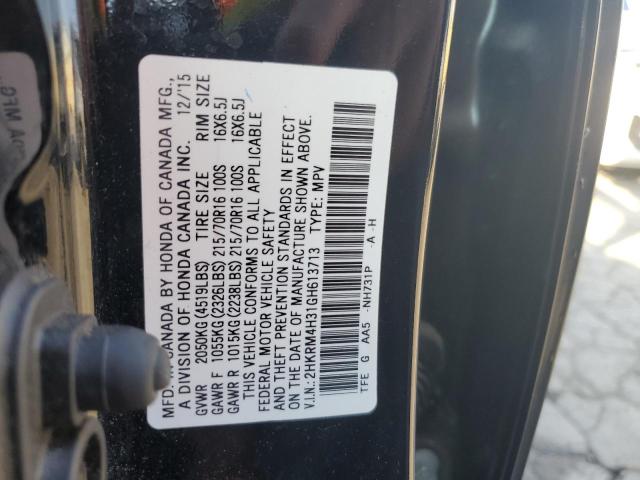 MFD. IN CANADA BY HONDA OF CANADA MFG.,
A DIVISION OF HONDA CANADA INC. 12/'15
GVWR 2050KG(4519LBS) TIRE SIZE RIM SIZE
GAWR F 1055KG(2326LBS) 215/70R16 100S 16X6.5J
GAWR R 1015KG(2238LBS) 215/70R16 100S 16X6.5J
THIS VEHICLE CONFORMS TO ALL APPLICABLE
FEDERAL MOTOR VEHICLE SAFETY
AND THEFT PREVENTION STANDARDS IN EFFECT
ON THE DATE OF MANUFACTURE SHOWN ABOVE.
V.I.N.:2HKRM4H31GH613713 TYPE: MPV
TFE G AA5 -NH731P -A -H